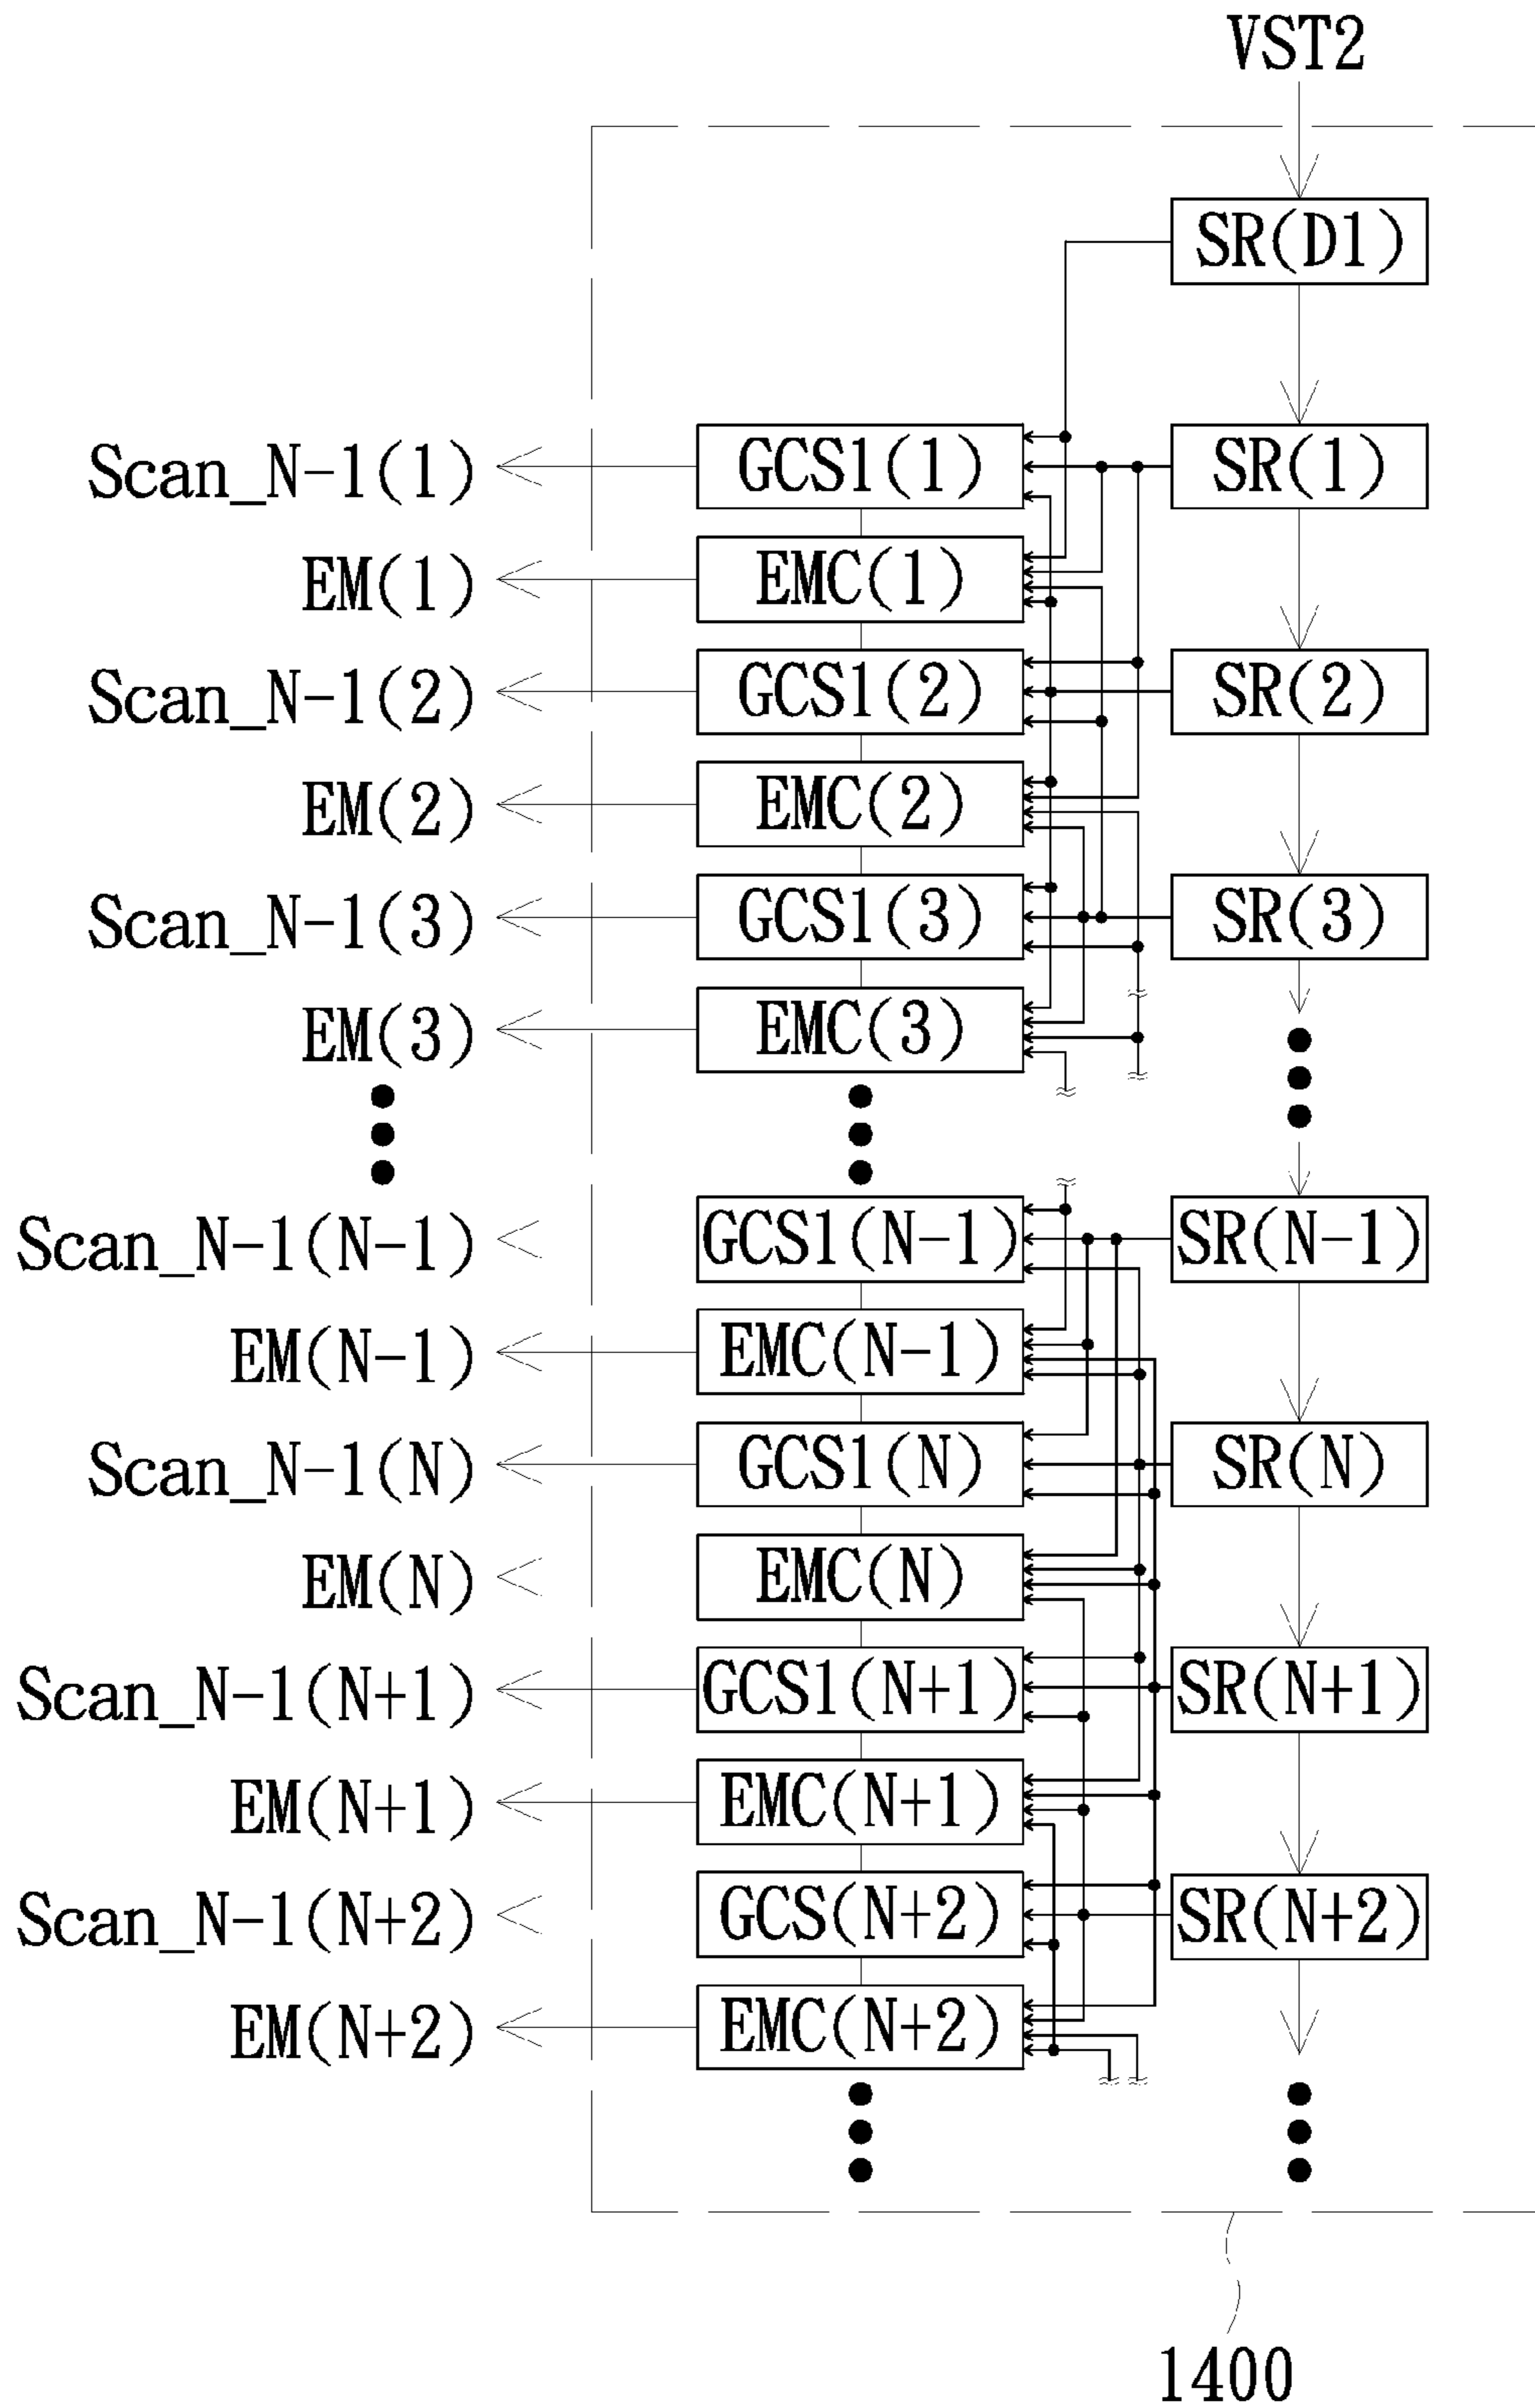 VST2
SR(D1)
Scan_N-1(1) GCS1(1) SR(1)
EM(1) EMC(1)
Scan_N-1(2) GCS1(2) SR(2)
EM(2) EMC(2)
Scan_N-1(3) GCS1(3) SR(3)
EM(3) EMC(3)
Scan_N-1(N-1) GCS1(N-1) SR(N-1)
EM(N-1) EMC(N-1)
Scan_N-1(N) GCS1(N) SR(N)
EM(N) EMC(N)
Scan_N-1(N+1) GCS1(N+1) SR(N+1)
EM(N+1) EMC(N+1)
Scan_N-1(N+2) GCS(N+2) SR(N+2)
EM(N+2) EMC(N+2)
1400